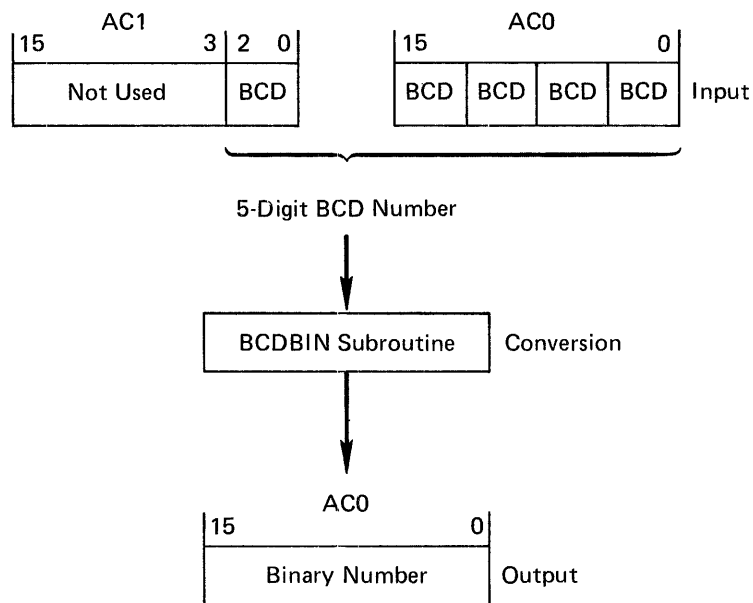 AC1
AC0
15 3 2 0
15 0
Not Used BCD
BCD BCD BCD BCD Input
5-Digit BCD Number
BCDBIN Subroutine Conversion
AC0
15 0
Binary Number Output